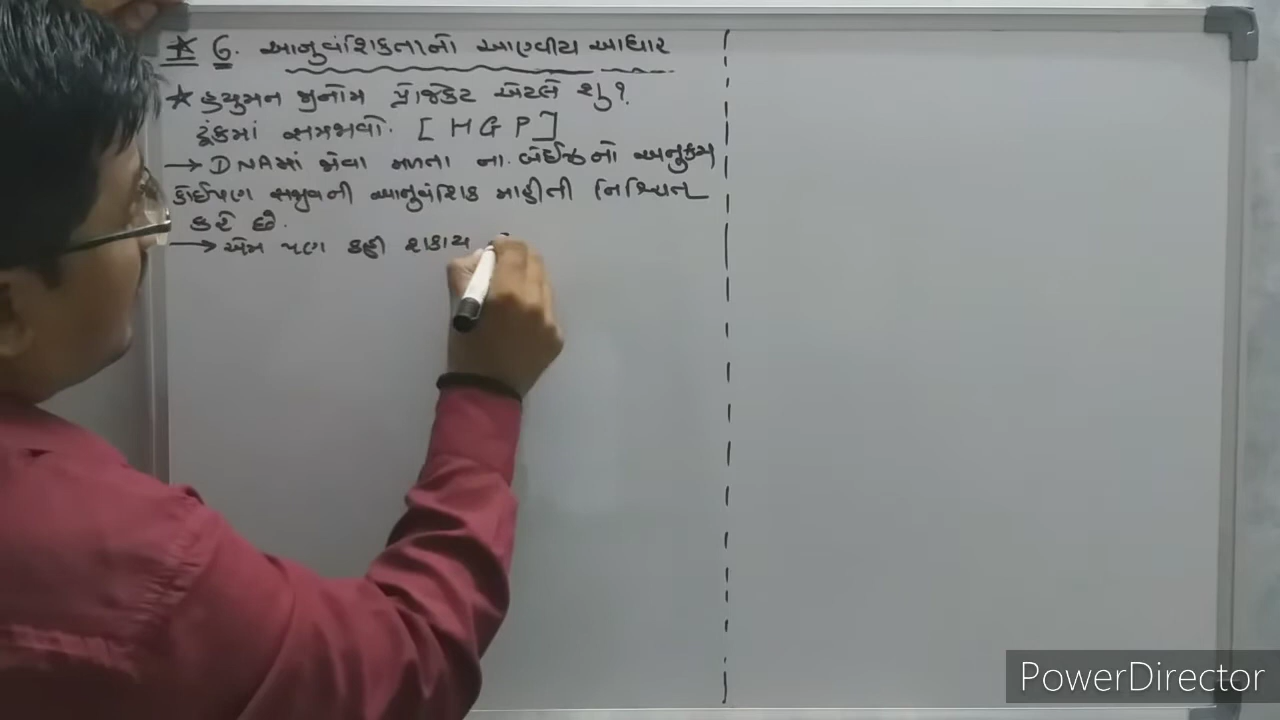 ★ 6. આનુવંશિકતાનો આણ્વીય આધાર
★ હ્યુમન જીનોમ પ્રોજેક્ટ એટલે શું?
ટૂંકમાં સમજાવો. [HGP]
→ DNAમાં જોવા મળતા ના. બેઈઝનો અનુક્રમ
કોઈપણ સજીવની આનુવંશિક માહીતી નિશ્ચિત
કરે છે.
→ એમ પણ કહી શકાય
PowerDirector